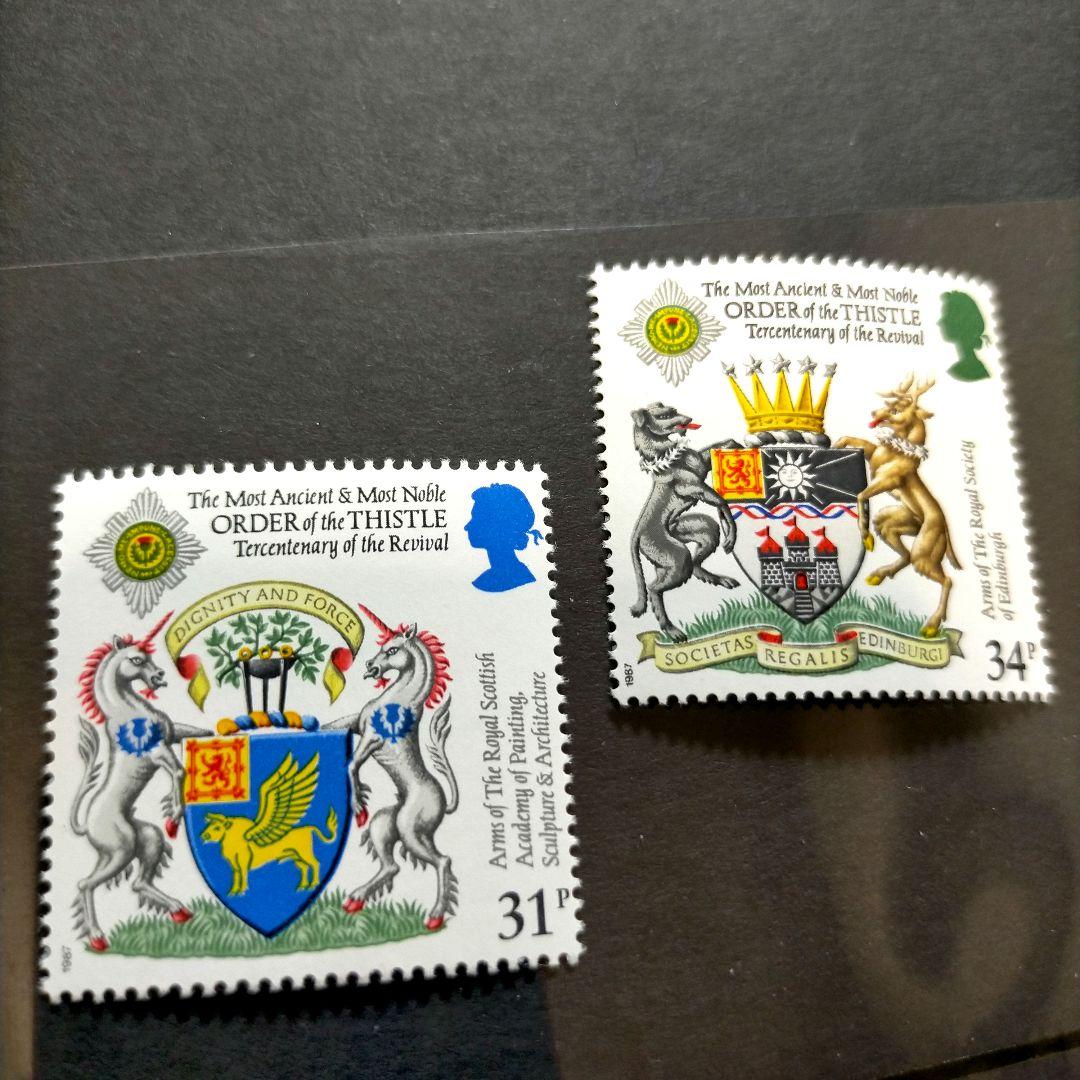 The Most Ancient & Most Noble
ORDER of the THISTLE
Tercentenary of the Revival
DIGNITY AND FORCE
Arms of The Royal Scottish
Academy of Painting,
Sculpture & Architecture
31P
1987
The Most Ancient & Most Noble
ORDER of the THISTLE
Tercentenary of the Revival
Arms of The Royal Society
of Edinburgh
SOCIETAS REGALIS EDINBURGI
34P
1987